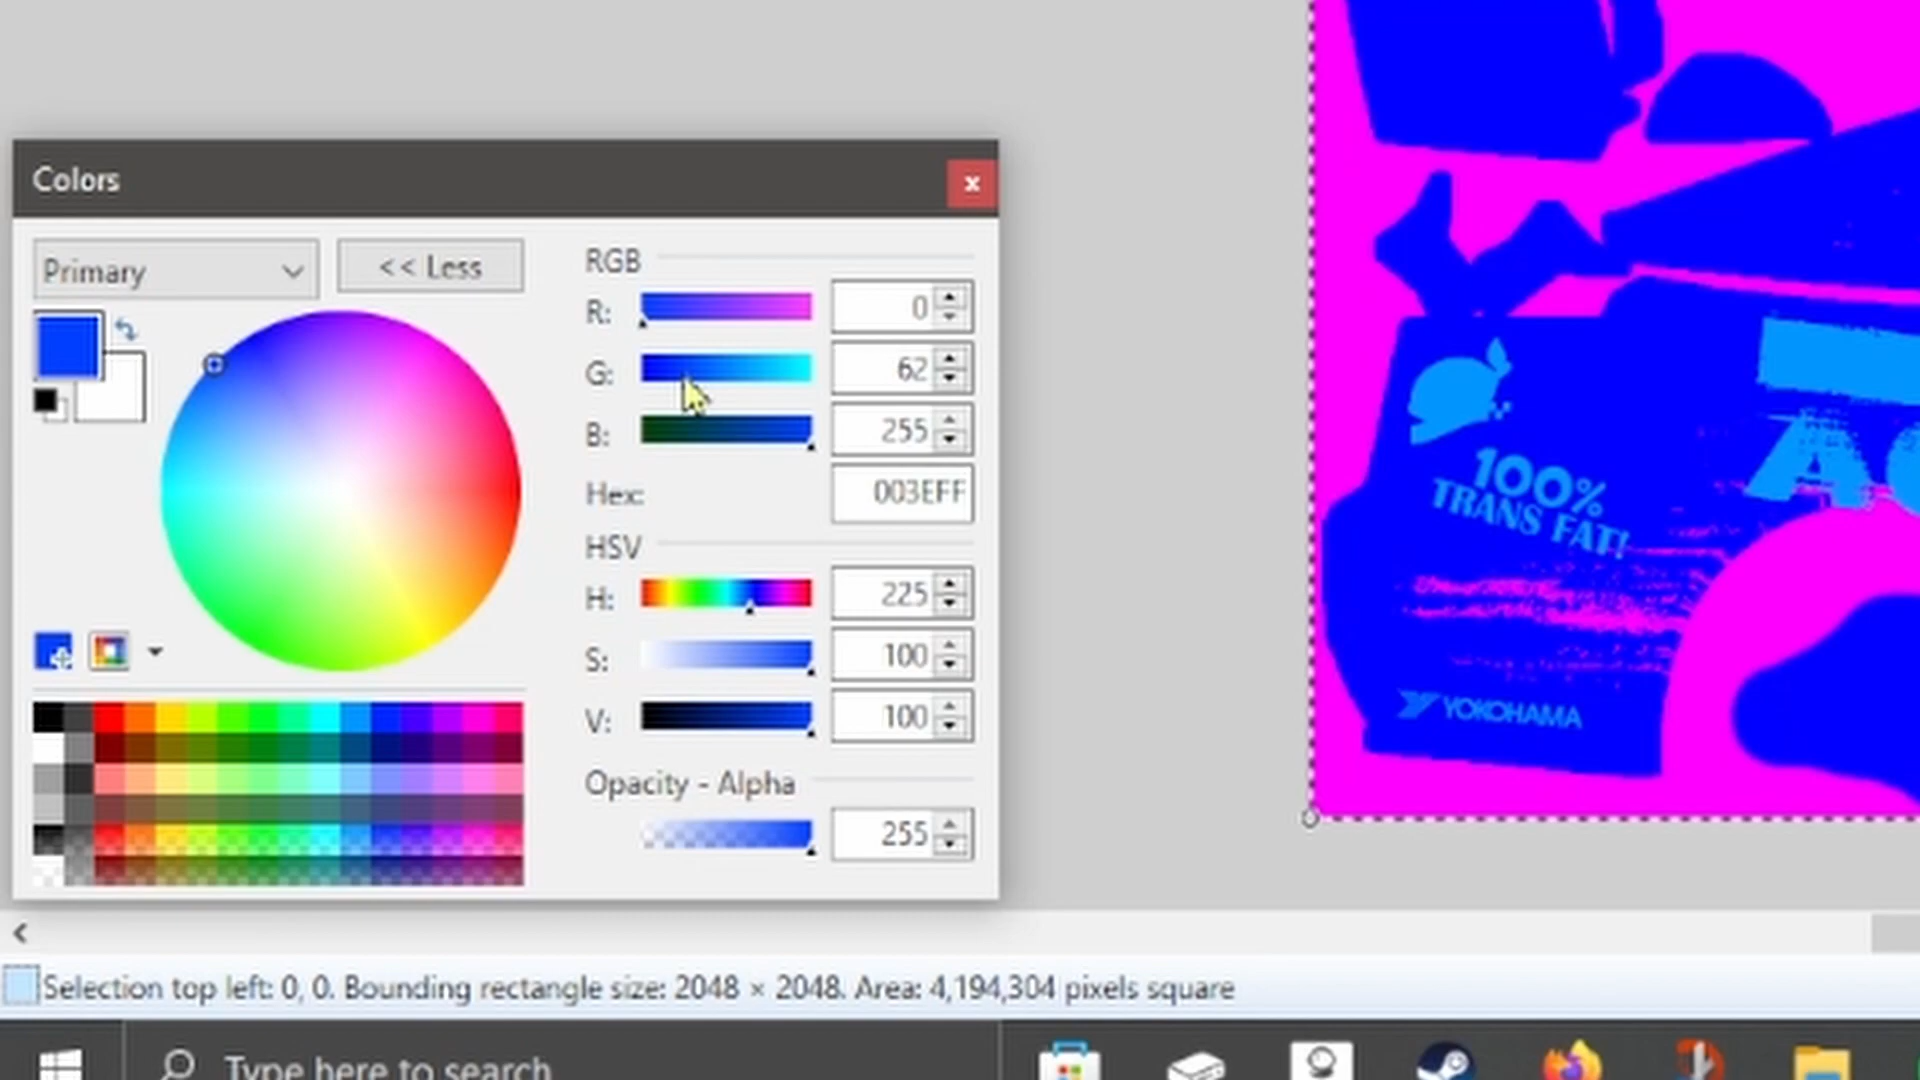 Colors
Primary
<< Less
RGB
R: 0
G: 62
B: 255
Hex: 003EFF
HSV
H: 225
S: 100
V: 100
Opacity - Alpha
255
100%
TRANS FAT!
YOKOHAMA
Selection top left: 0, 0. Bounding rectangle size: 2048 × 2048. Area: 4,194,304 pixels square
Type here to search